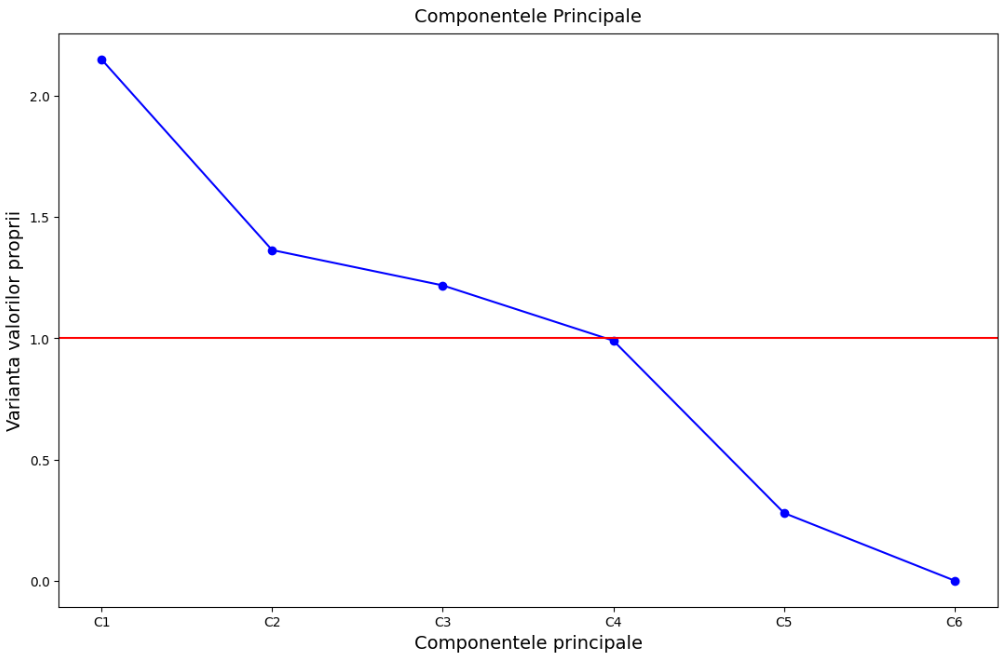 Componentele Principale
Varianta valorilor proprii
2.0
1.5
1.0
0.5
0.0
C1 C2 C3 C4 C5 C6
Componentele principale